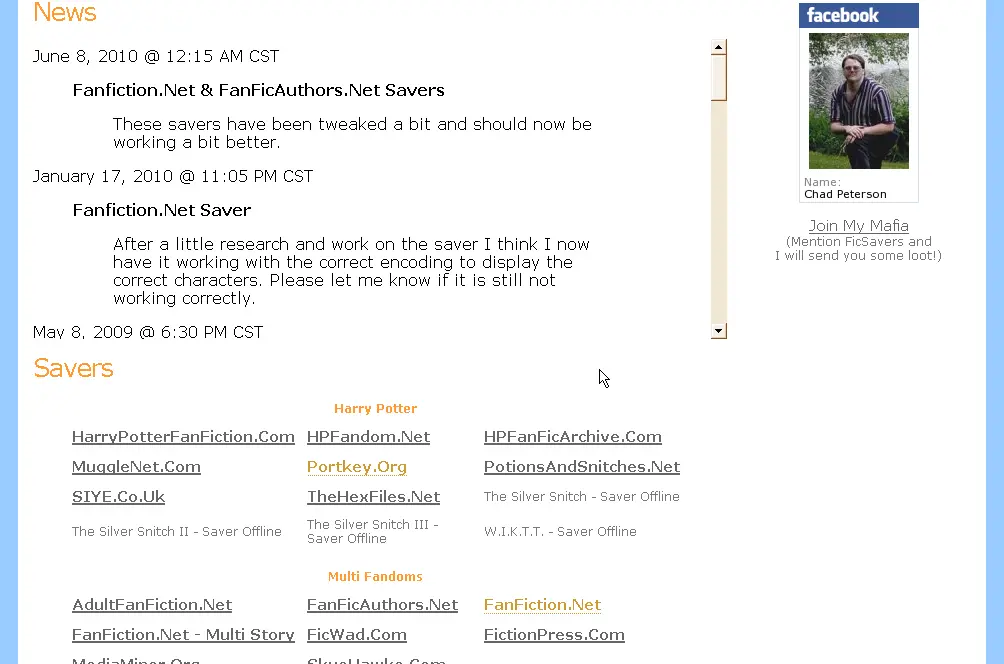 News
June 8, 2010 @ 12:15 AM CST
Fanfiction.Net & FanFicAuthors.Net Savers
These savers have been tweaked a bit and should now be
working a bit better.
January 17, 2010 @ 11:05 PM CST
Fanfiction.Net Saver
After a little research and work on the saver I think I now
have it working with the correct encoding to display the
correct characters. Please let me know if it is still not
working correctly.
May 8, 2009 @ 6:30 PM CST
facebook
Name:
Chad Peterson
Join My Mafia
(Mention FicSavers and
I will send you some loot!)
Savers
Harry Potter
HarryPotterFanFiction.Com HPFandom.Net HPFanFicArchive.Com
MuggleNet.Com Portkey.Org PotionsAndSnitches.Net
SIYE.Co.Uk TheHexFiles.Net The Silver Snitch - Saver Offline
The Silver Snitch II - Saver Offline
The Silver Snitch III -
Saver Offline
W.I.K.T.T. - Saver Offline
Multi Fandoms
AdultFanFiction.Net FanFicAuthors.Net FanFiction.Net
FanFiction.Net - Multi Story FicWad.Com FictionPress.Com
MediaMiner.Org SkyeHawke.Com